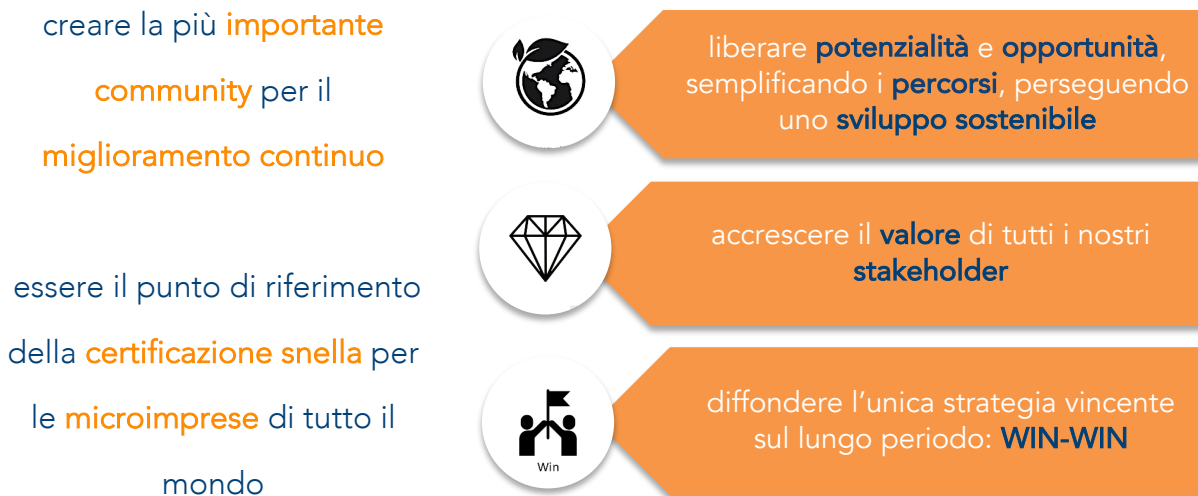 creare la più importante
community per il
miglioramento continuo
essere il punto di riferimento
della certificazione snella per
le microimprese di tutto il
mondo
liberare potenzialità e opportunità,
semplificando i percorsi, perseguendo
uno sviluppo sostenibile
accrescere il valore di tutti i nostri
stakeholder
Win
diffondere l’unica strategia vincente
sul lungo periodo: WIN-WIN